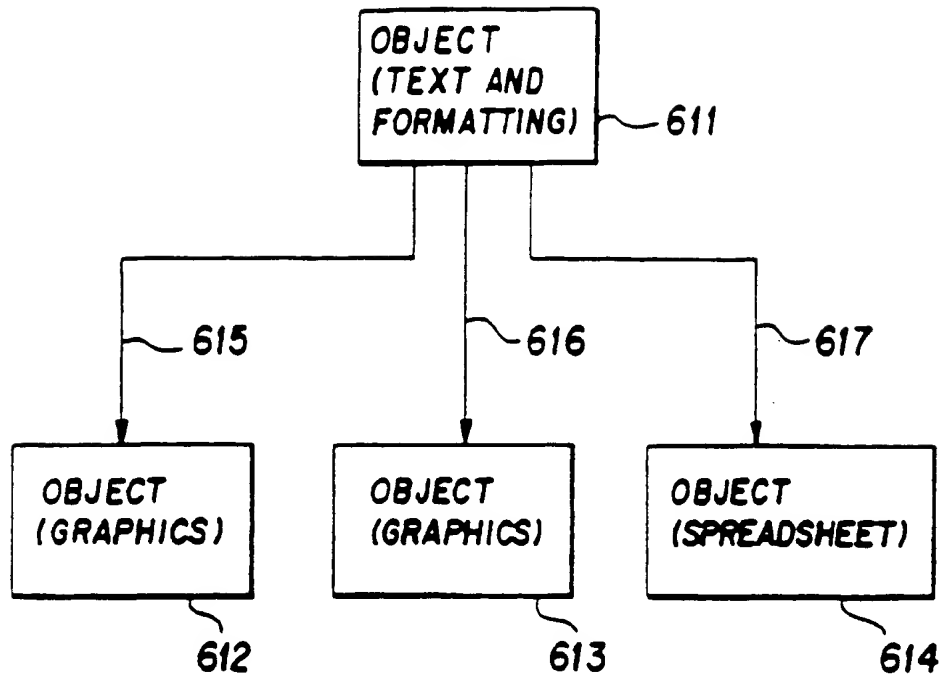 OBJECT
(TEXT AND
FORMATTING)
611
615
616
617
OBJECT
(GRAPHICS)
OBJECT
(GRAPHICS)
OBJECT
(SPREADSHEET)
612
613
614